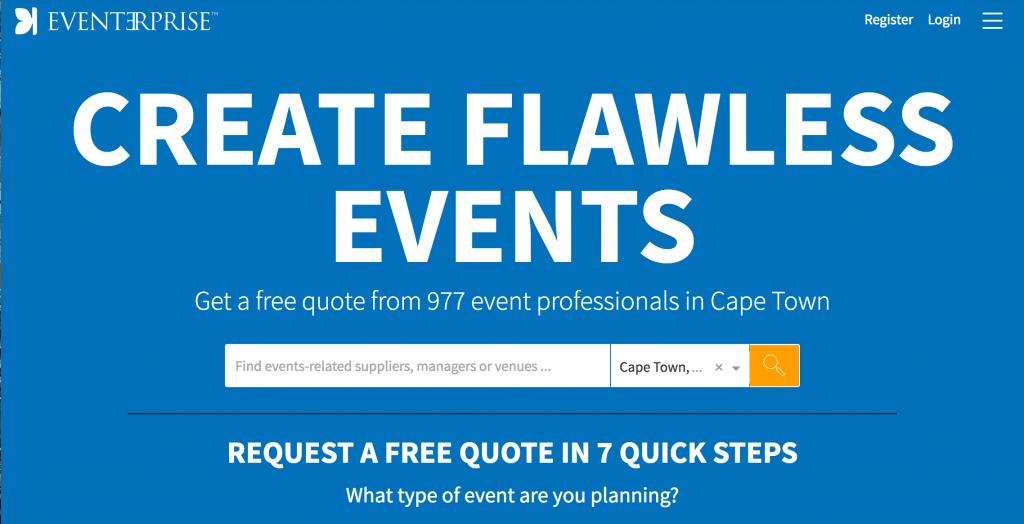 EVENTERPRISE™
Register Login
CREATE FLAWLESS
EVENTS
Get a free quote from 977 event professionals in Cape Town
Find events-related suppliers, managers or venues ...
Cape Town, ...
REQUEST A FREE QUOTE IN 7 QUICK STEPS
What type of event are you planning?